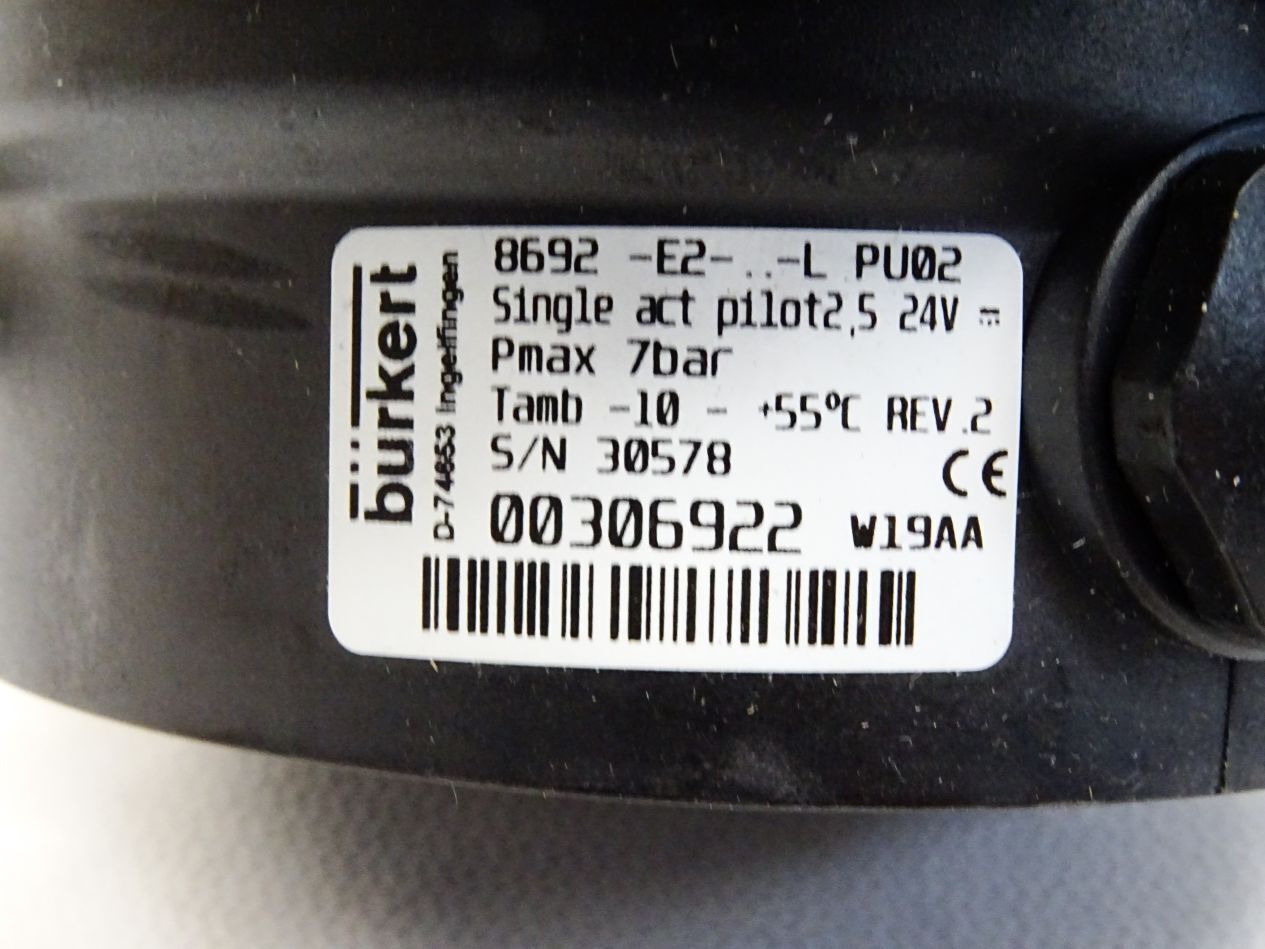 bürkert
D-74653 Ingelfingen
8692 -E2-..-L PU02
Single act pilot2,5 24V ⎓
Pmax 7bar
Tamb -10 - +55°C REV.2
S/N 30578
CE
00306922 W19AA